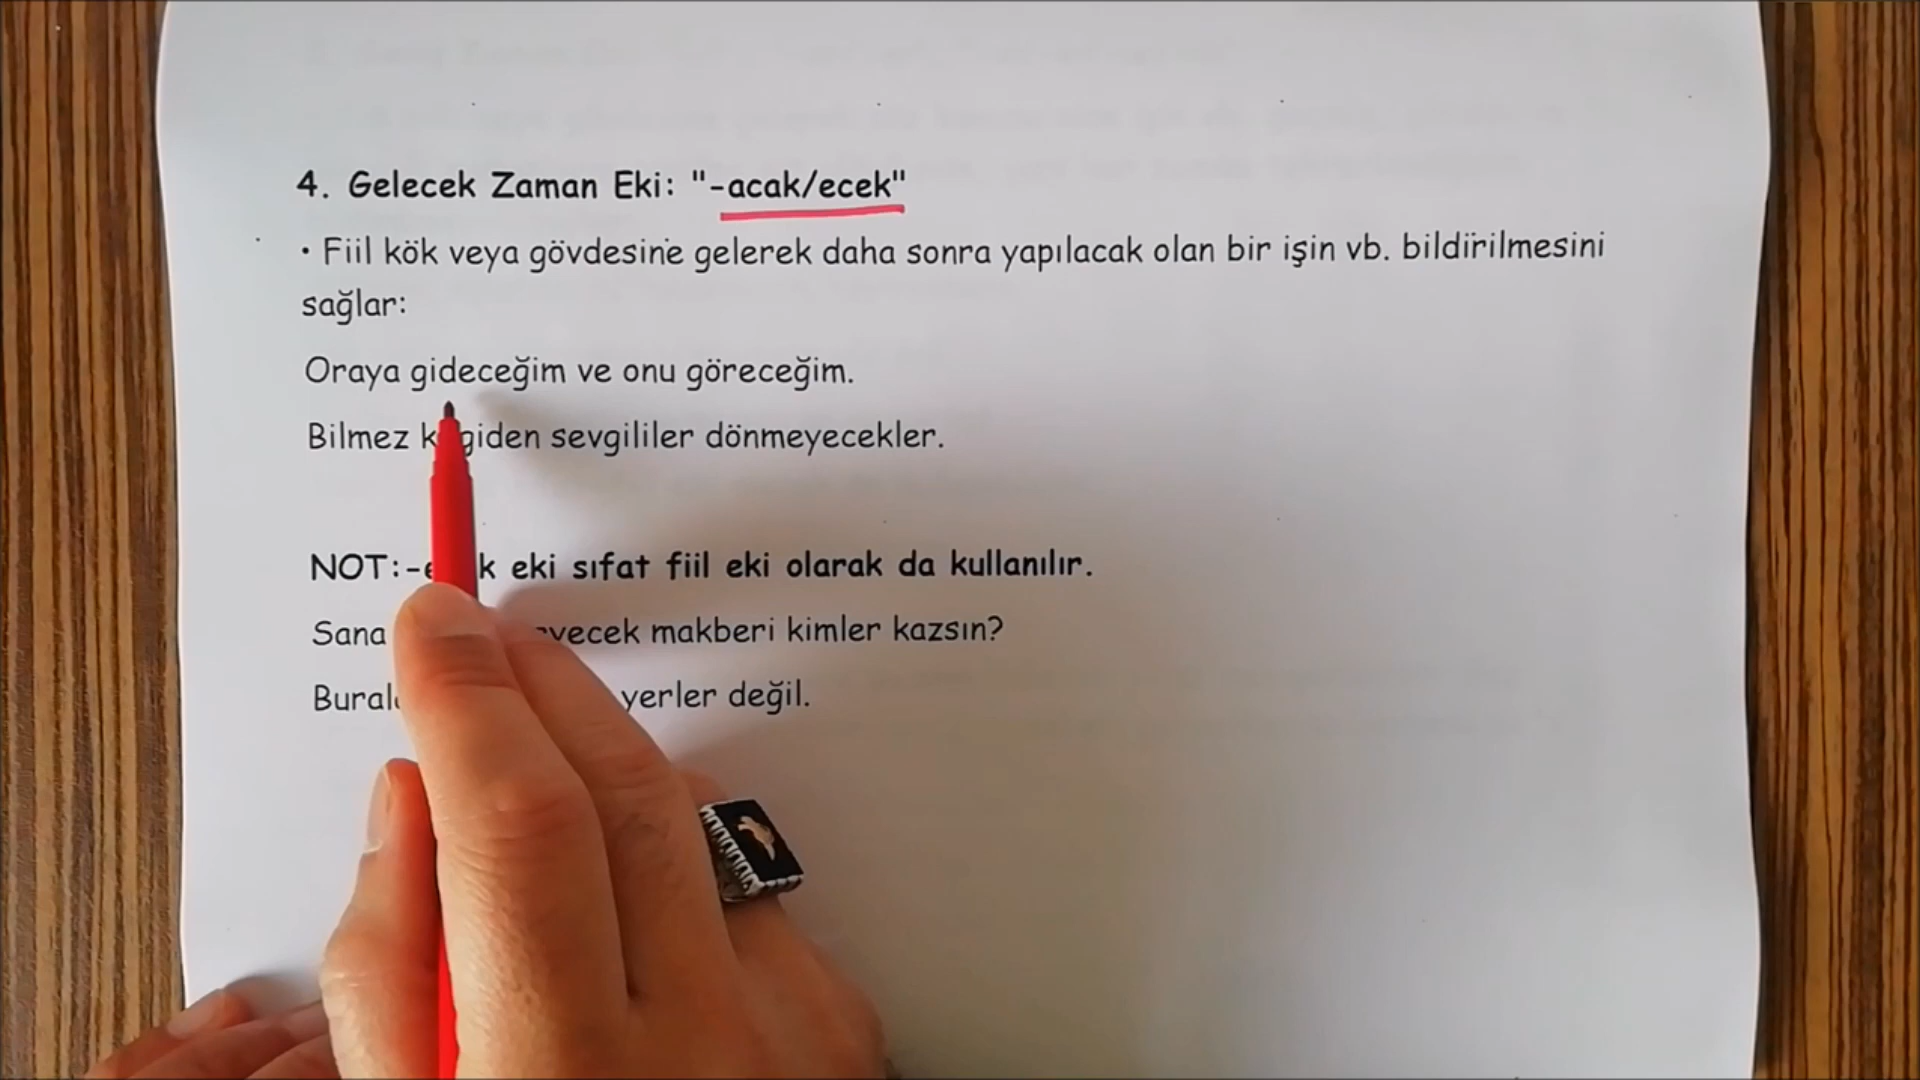 4. Gelecek Zaman Eki: "-acak/ecek"
• Fiil kök veya gövdesine gelerek daha sonra yapılacak olan bir işin vb. bildirilmesini
sağlar:
Oraya gideceğim ve onu göreceğim.
Bilmez giden sevgililer dönmeyecekler.
NOT: eki sıfat fiil eki olarak da kullanılır.
Sana makberi kimler kazsın?
yerler değil.